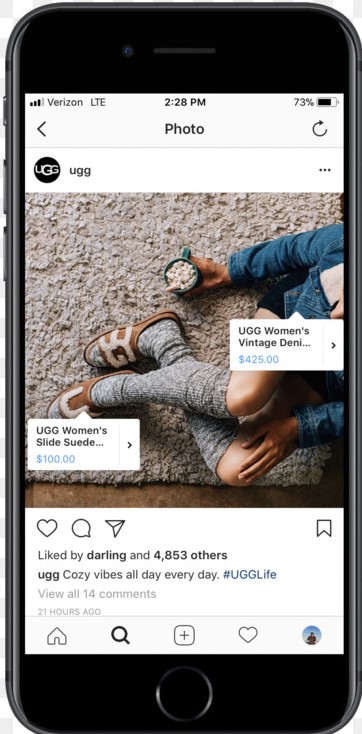 Verizon LTE 2:28 PM 73%
Photo
UGG ugg
UGG Women's
Vintage Deni...
$425.00
UGG Women's
Slide Suede...
$100.00
Liked by darling and 4,853 others
ugg Cozy vibes all day every day. #UGGLife
View all 14 comments
21 HOURS AGO